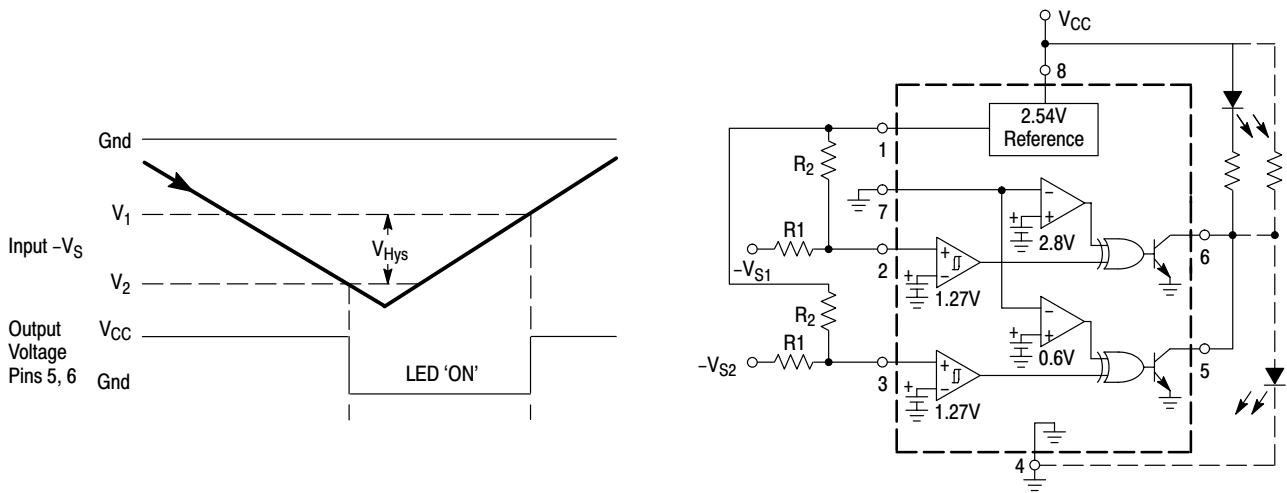 Gnd
V1
Input –VS
VHys
V2
Output
Voltage
Pins 5, 6
VCC
Gnd
LED ‘ON’
VCC
8
2.54V
Reference
1
R2
7
–
+
+
2.8V
6
R1
–VS1
2
+
–
+
1.27V
R2
–
+
+
0.6V
5
R1
–VS2
3
+
–
+
1.27V
4